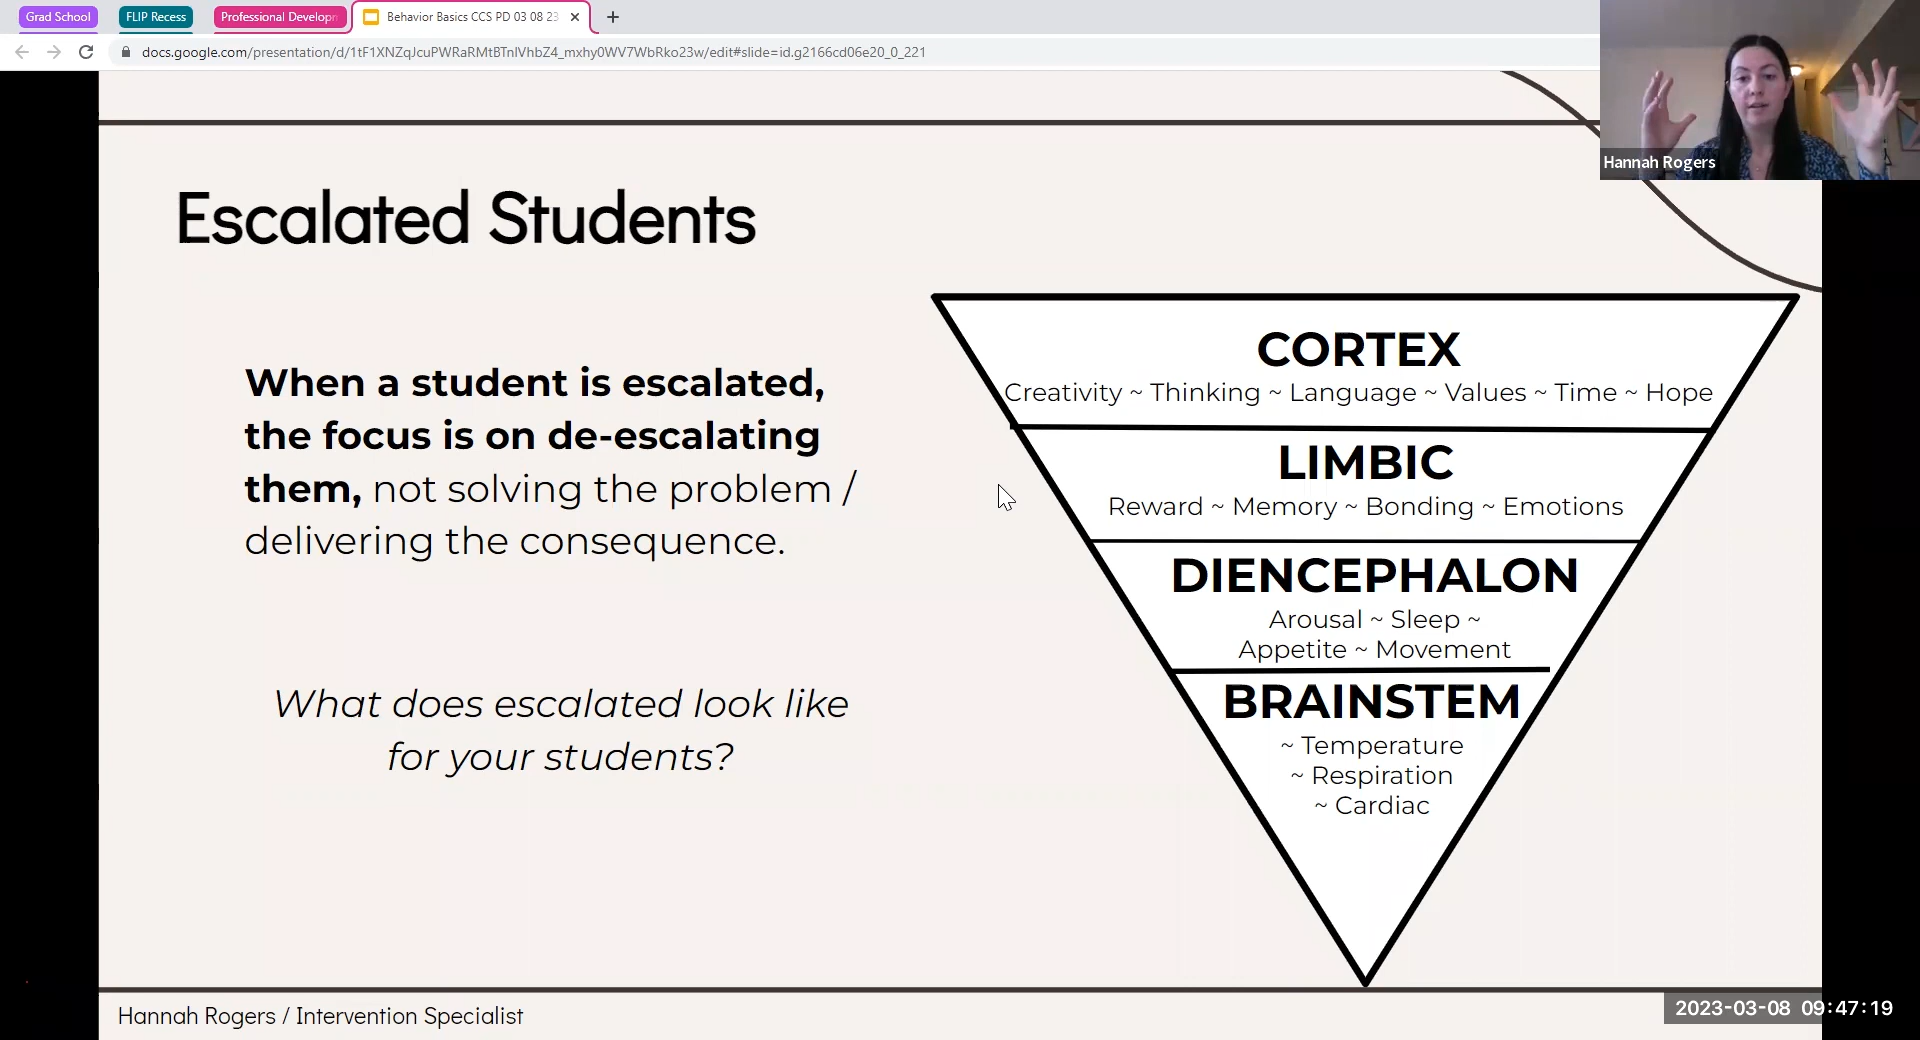 Grad School
FLIP Recess
Professional Develop
Behavior Basics CCS PD 03 08 23
docs.google.com/presentation/d/1tF1XNZqJcuPWRaRMtBTnlVhbZ4_mxhy0WV7WbRko23w/edit#slide=id.g2166cd06e20_0_221
Hannah Rogers
Escalated Students
When a student is escalated,
the focus is on de-escalating
them, not solving the problem /
delivering the consequence.
What does escalated look like
for your students?
CORTEX
Creativity ~ Thinking ~ Language ~ Values ~ Time ~ Hope
LIMBIC
Reward ~ Memory ~ Bonding ~ Emotions
DIENCEPHALON
Arousal ~ Sleep ~
Appetite ~ Movement
BRAINSTEM
~ Temperature
~ Respiration
~ Cardiac
Hannah Rogers / Intervention Specialist
2023-03-08 09:47:19